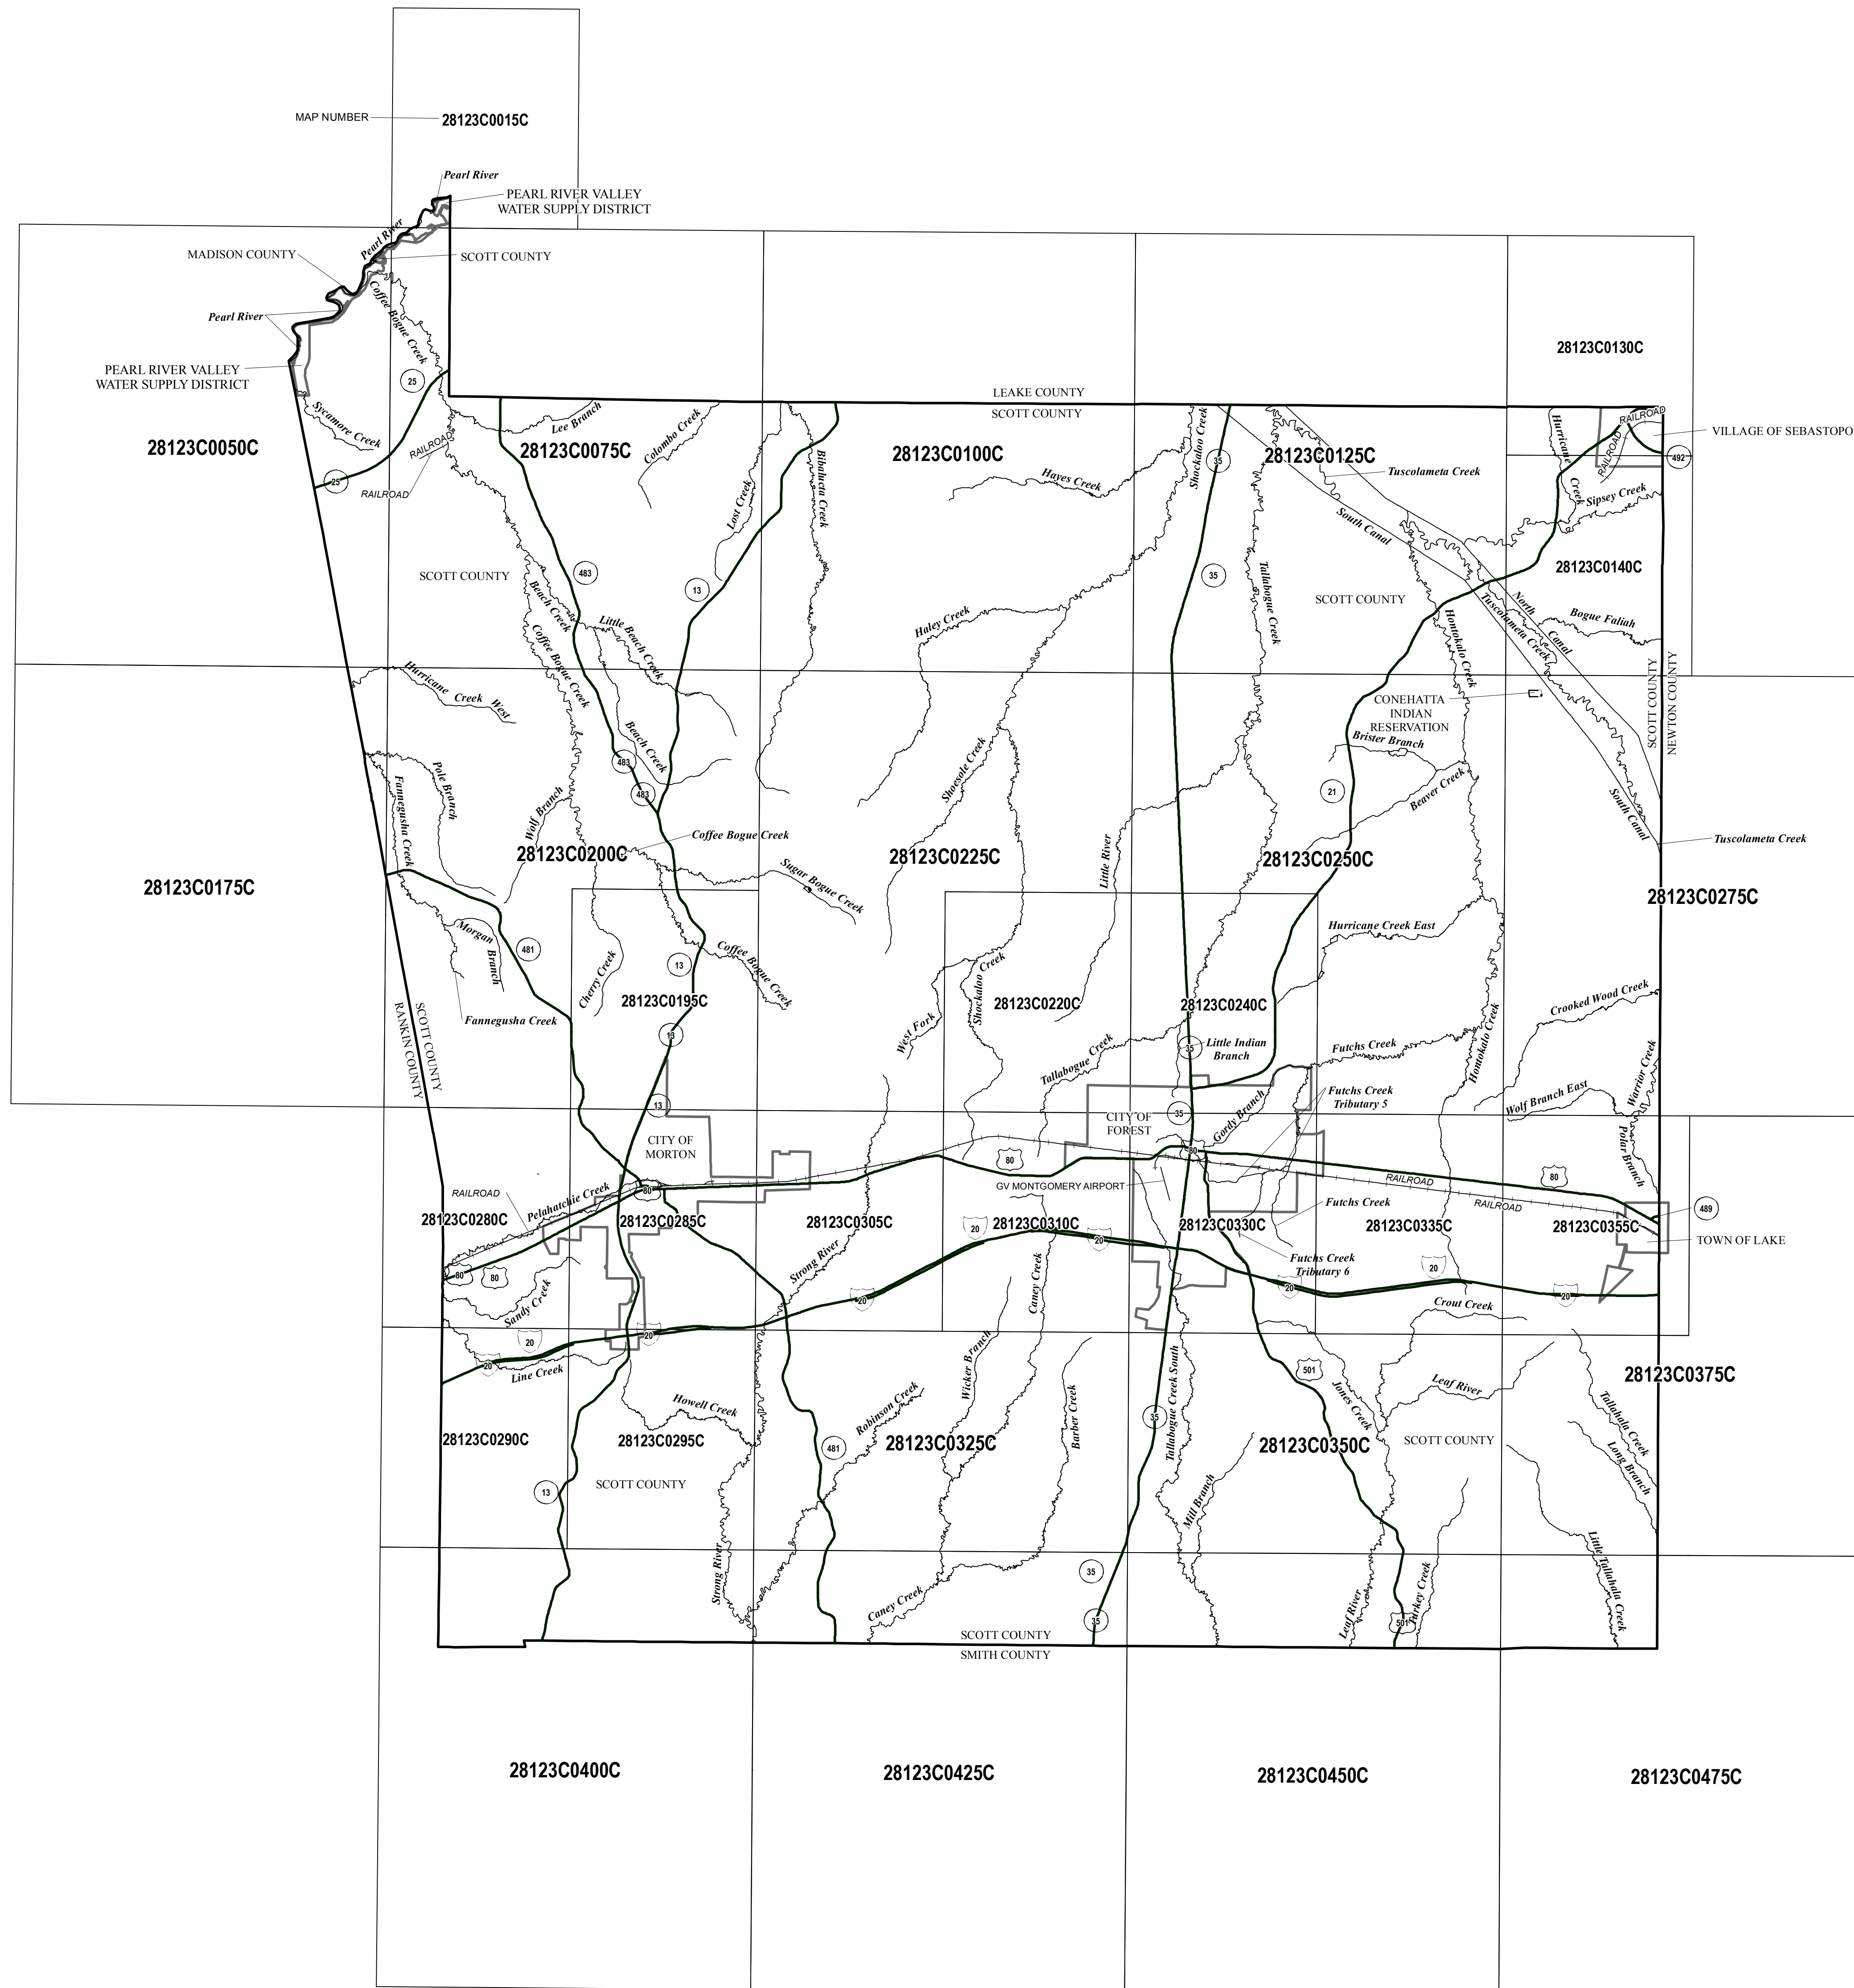 MAP NUMBER
28123C0015C
Pearl River
PEARL RIVER VALLEY
WATER SUPPLY DISTRICT
Pearl River
MADISON COUNTY
SCOTT COUNTY
Coffee Bogue Creek
Pearl River
PEARL RIVER VALLEY
WATER SUPPLY DISTRICT
28123C0130C
25
LEAKE COUNTY
SCOTT COUNTY
Sycamore Creek
Lee Branch
Colombo Creek
Shockaloo Creek
Hurricane
Creek
RAILROAD
RAILROAD
VILLAGE OF SEBASTOPO
28123C0050C
RAILROAD
RAILROAD
28123C0075C
28123C0100C
28123C0125C
35
492
25
Lost Creek
Bibalucta Creek
Hayes Creek
Tuscolameta Creek
Sipsey Creek
South Canal
SCOTT COUNTY
483
13
35
Tallabogue Creek
28123C0140C
Beach Creek
SCOTT COUNTY
North
Canal
Tuscolameta Creek
Bogue Faliah
Little Beach Creek
Haley Creek
Hontokalo Creek
Coffee Bogue Creek
Hurricane
Creek
West
CONEHATTA
INDIAN
RESERVATION
SCOTT COUNTY
NEWTON COUNTY
Beach Creek
Brister Branch
483
483
Pole Branch
Fannegusha Creek
Wolf Branch
Shoesole Creek
21
Beaver Creek
South Canal
Coffee Bogue Creek
Tuscolameta Creek
28123C0175C
28123C0200C
Sugar Bogue Creek
28123C0225C
Little River
28123C0250C
28123C0275C
Morgan
Branch
481
Cherry Creek
13
Coffee Bogue Creek
Hurricane Creek East
28123C0195C
Shockaloo
Creek
28123C0220C
28123C0240C
Crooked Wood Creek
Fannegusha Creek
SCOTT COUNTY
RANKIN COUNTY
13
West Fork
Tallabogue Creek
35
Little Indian
Branch
Futchs Creek
Hontokalo Creek
Warrior Creek
13
CITY OF
MORTON
CITY OF
FOREST
35
Gordy Branch
Futchs Creek
Tributary 5
Wolf Branch East
Polar Branch
80
80
80
RAILROAD
80
RAILROAD
Pelahatchie Creek
80
GV MONTGOMERY AIRPORT
Futchs Creek
RAILROAD
489
28123C0280C
28123C0285C
28123C0305C
20
28123C0310C
28123C0330C
28123C0335C
28123C0355C
TOWN OF LAKE
20
80
80
Strong River
Futchs Creek
Tributary 6
20
20
20
Sandy Creek
20
Caney Creek
Crout Creek
20
20
20
Line Creek
Wicker Branch
501
Leaf River
28123C0375C
Howell Creek
Robinson Creek
Barber Creek
35
Tallabogue Creek South
Jones Creek
Tallahala Creek
28123C0290C
28123C0295C
481
28123C0325C
28123C0350C
SCOTT COUNTY
Long Branch
SCOTT COUNTY
13
Mill Branch
Strong River
Little Tallahalla Creek
35
Caney Creek
35
Leaf River
501
Turkey Creek
SCOTT COUNTY
SMITH COUNTY
28123C0400C
28123C0425C
28123C0450C
28123C0475C